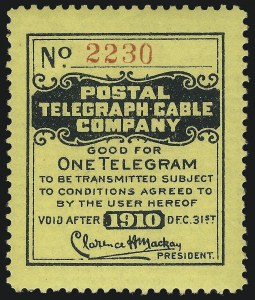 No. 2230
POSTAL
TELEGRAPH-CABLE
COMPANY
GOOD FOR
ONE TELEGRAM
TO BE TRANSMITTED SUBJECT
TO CONDITIONS AGREED TO
BY THE USER HEREOF
VOID AFTER 1910 DEC. 31ST
Clarence H Mackay
PRESIDENT.